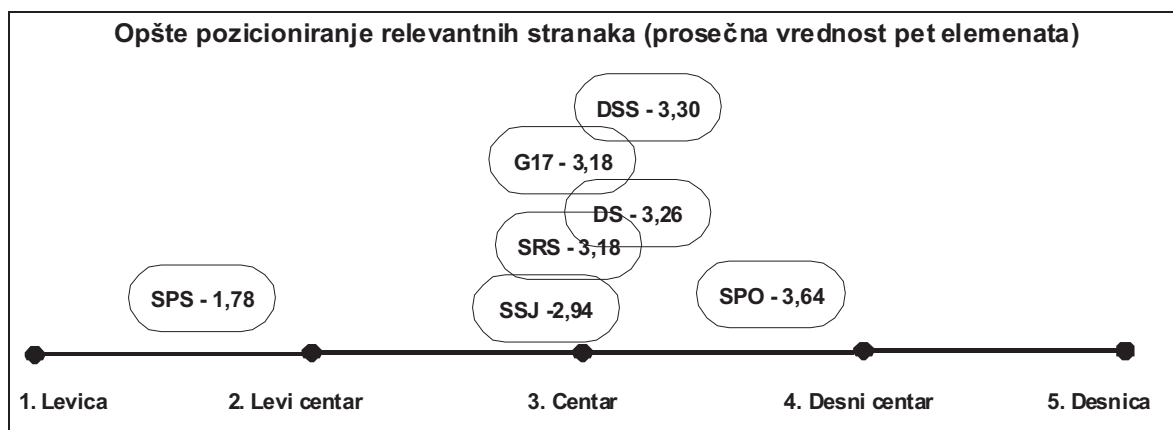 Opšte pozicioniranje relevantnih stranaka (prosečna vrednost pet elemenata)
DSS - 3,30
G17 - 3,18
DS - 3,26
SRS - 3,18
SPS - 1,78
SPO - 3,64
SSJ -2,94
1. Levica
2. Levi centar
3. Centar
4. Desni centar
5. Desnica